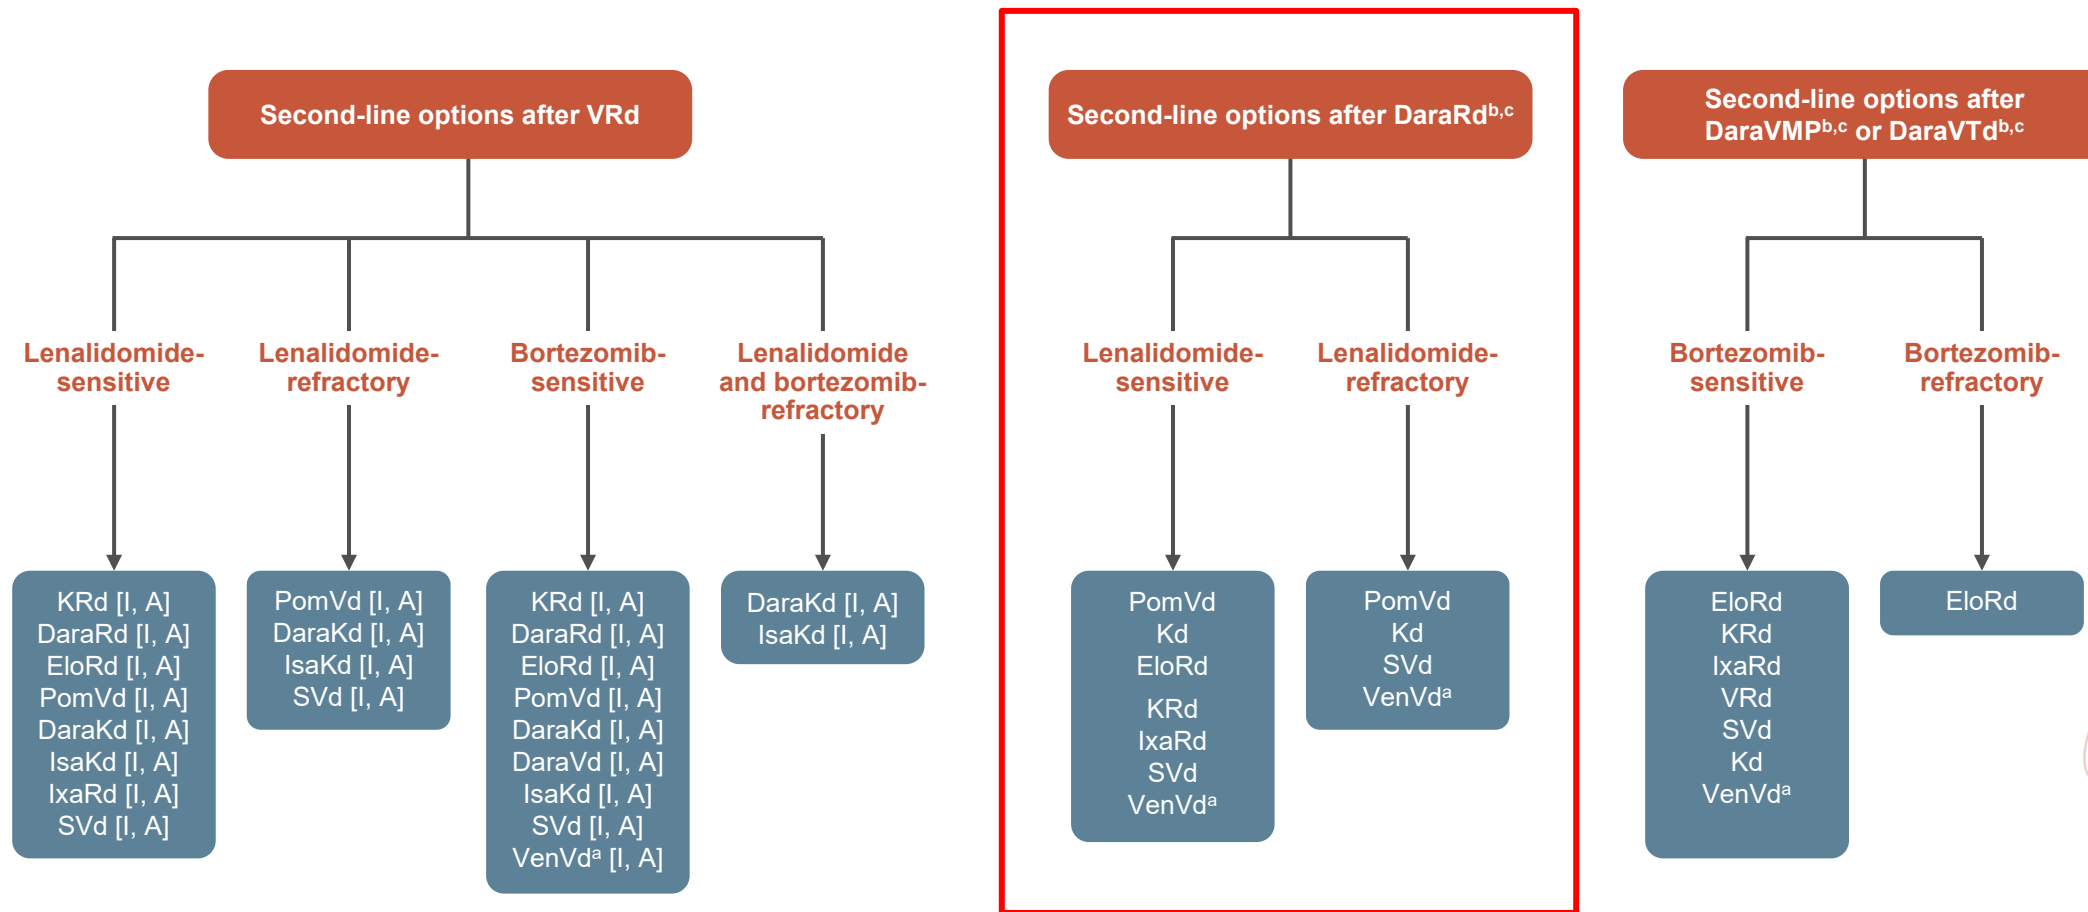 Second-line options after VRd
Lenalidomide-
sensitive
Lenalidomide-
refractory
Bortezomib-
sensitive
Lenalidomide
and bortezomib-
refractory
KRd [I, A]
DaraRd [I, A]
EloRd [I, A]
PomVd [I, A]
DaraKd [I, A]
IsaKd [I, A]
IxaRd [I, A]
SVd [I, A]
PomVd [I, A]
DaraKd [I, A]
IsaKd [I, A]
SVd [I, A]
KRd [I, A]
DaraRd [I, A]
EloRd [I, A]
PomVd [I, A]
DaraKd [I, A]
DaraVd [I, A]
IsaKd [I, A]
SVd [I, A]
VenVdᵃ [I, A]
DaraKd [I, A]
IsaKd [I, A]
Second-line options after DaraRdᵇ,ᶜ
Lenalidomide-
sensitive
Lenalidomide-
refractory
PomVd
Kd
EloRd
KRd
IxaRd
SVd
VenVdᵃ
PomVd
Kd
SVd
VenVdᵃ
Second-line options after
DaraVMPᵇ,ᶜ or DaraVTdᵇ,ᶜ
Bortezomib-
sensitive
Bortezomib-
refractory
EloRd
KRd
IxaRd
VRd
SVd
Kd
VenVdᵃ
EloRd